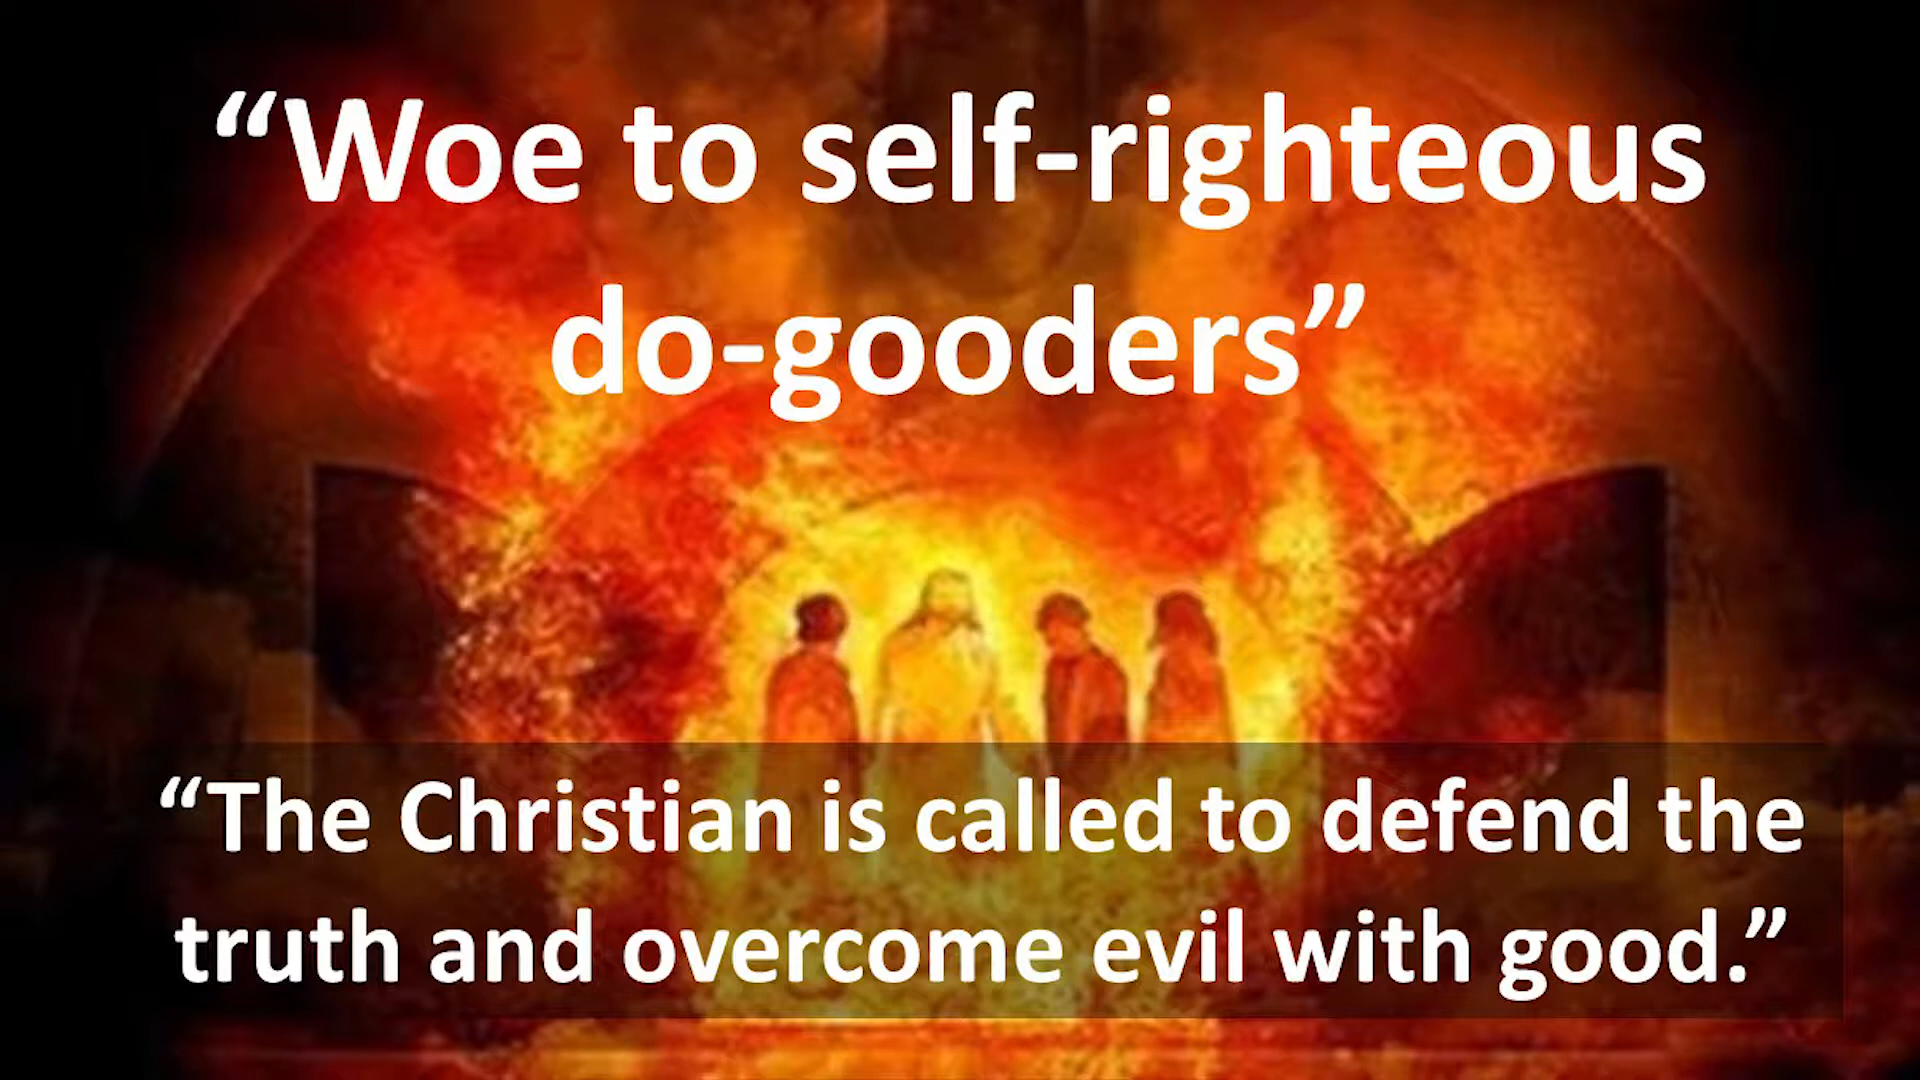 “Woe to self-righteous
do-gooders”
“The Christian is called to defend the
truth and overcome evil with good.”